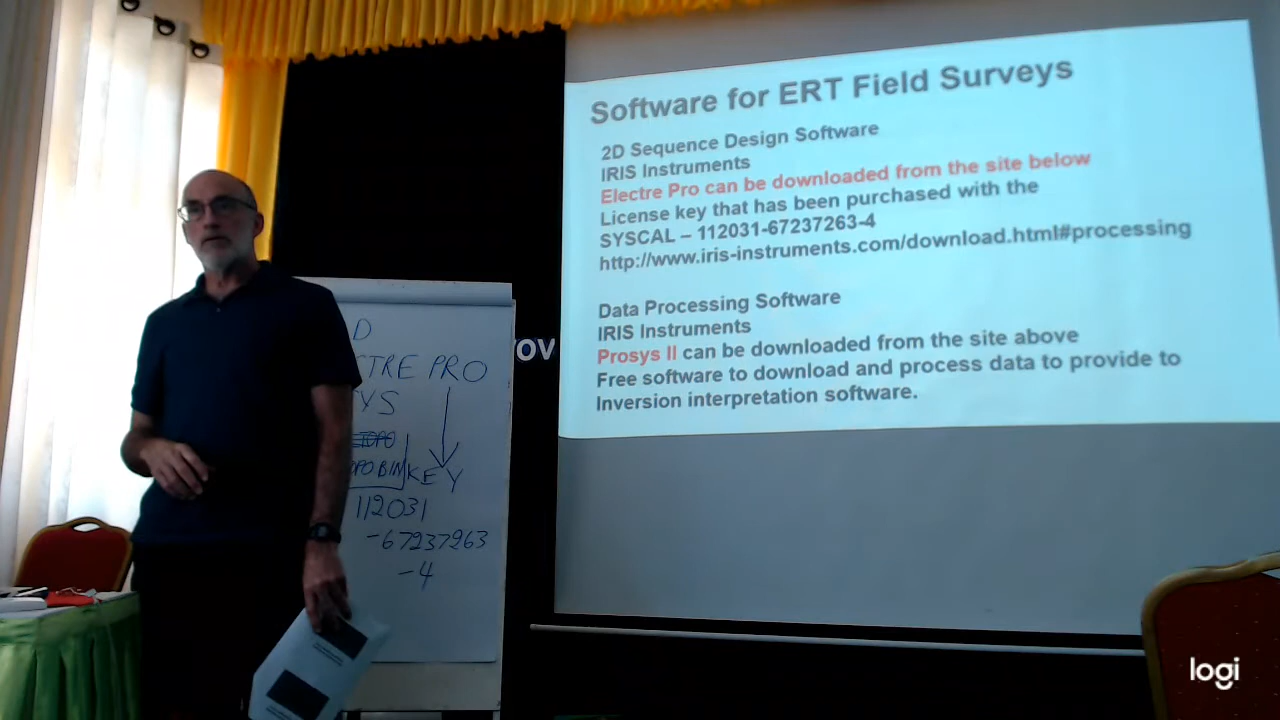 Software for ERT Field Surveys
2D Sequence Design Software
IRIS Instruments
Electre Pro can be downloaded from the site below
License key that has been purchased with the
SYSCAL – 112031-67237263-4
http://www.iris-instruments.com/download.html#processing
Data Processing Software
IRIS Instruments
Prosys II can be downloaded from the site above
Free software to download and process data to provide to
Inversion interpretation software.
D
CTRE PRO
YS
TOPO
OPO BIN KEY
112031
-67237263
-4
OV
logi